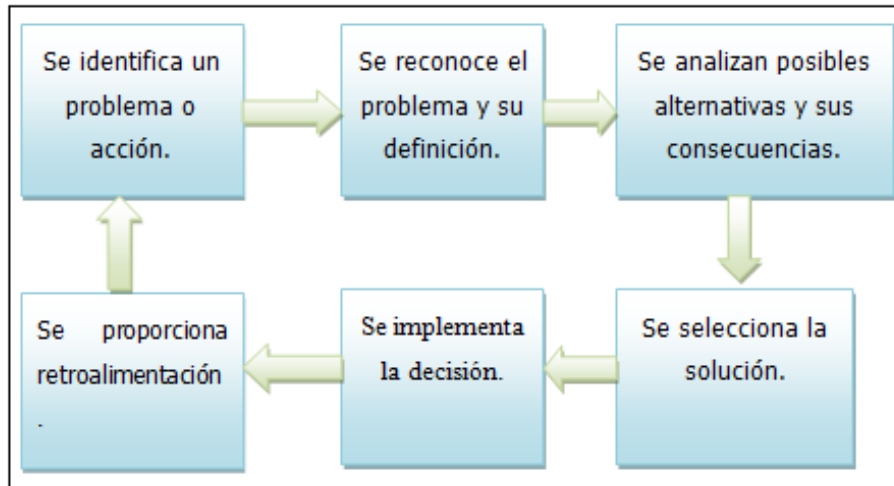 Se identifica un
problema o
acción.
Se reconoce el
problema y su
definición.
Se analizan posibles
alternativas y sus
consecuencias.
Se selecciona la
solución.
Se implementa
la decisión.
Se proporciona
retroalimentación
.